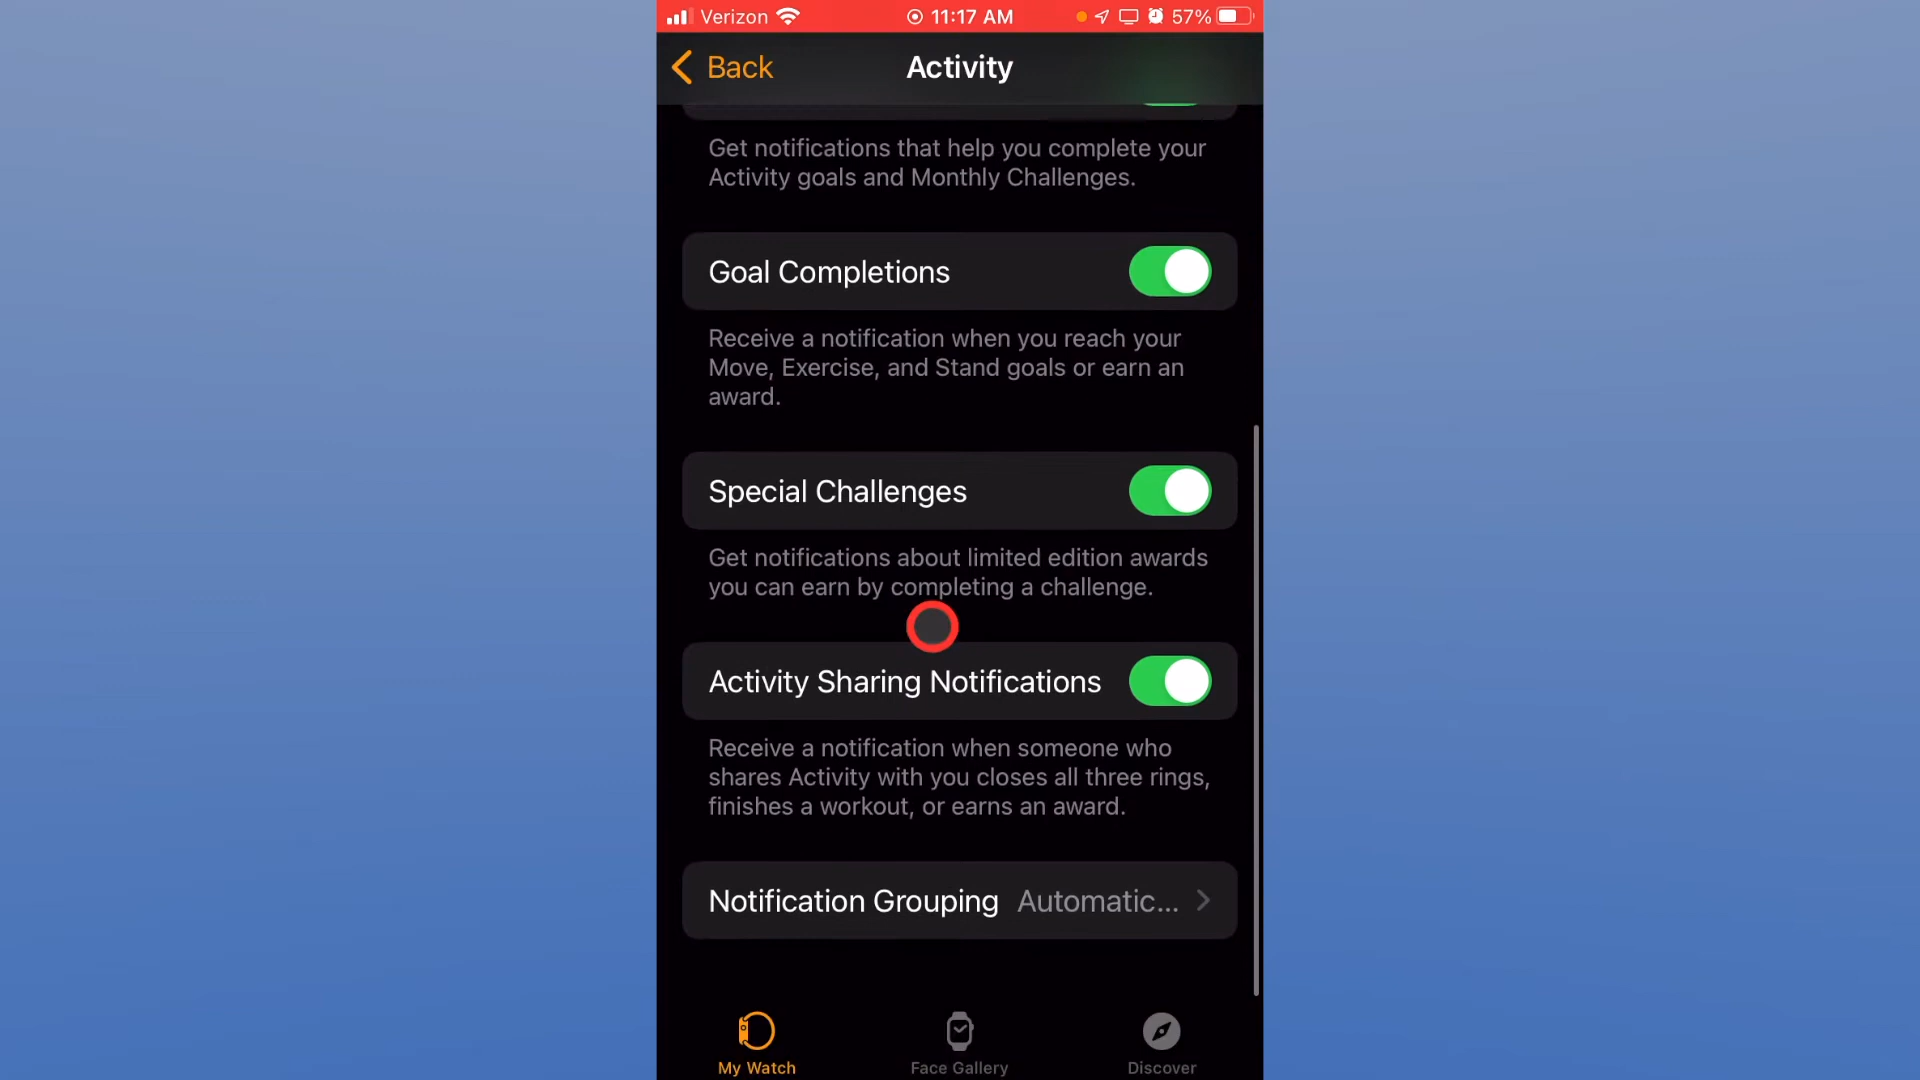 Verizon 11:17 AM 57%
Back Activity
Get notifications that help you complete your
Activity goals and Monthly Challenges.
Goal Completions
Receive a notification when you reach your
Move, Exercise, and Stand goals or earn an
award.
Special Challenges
Get notifications about limited edition awards
you can earn by completing a challenge.
Activity Sharing Notifications
Receive a notification when someone who
shares Activity with you closes all three rings,
finishes a workout, or earns an award.
Notification Grouping Automatic...
My Watch Face Gallery Discover